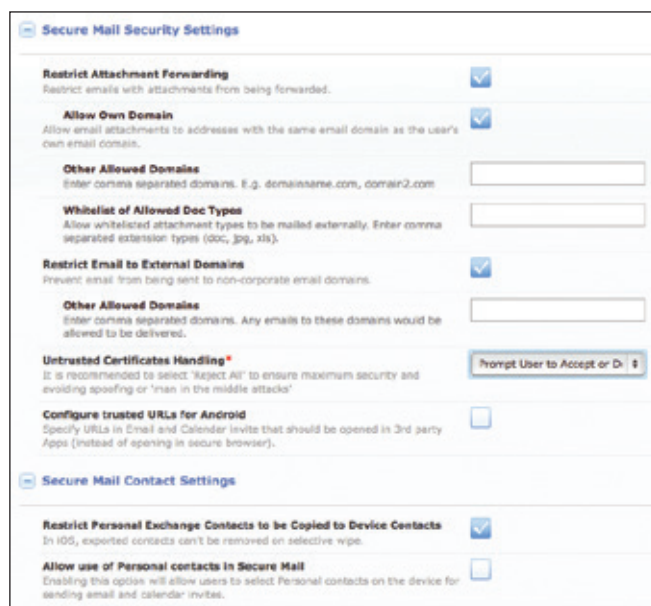 Secure Mail Security Settings
Restrict Attachment Forwarding
Restrict emails with attachments from being forwarded.
Allow Own Domain
Allow email attachments to addresses with the same email domain as the user's
own email domain.
Other Allowed Domains
Enter comma separated domains. E.g. domainname.com, domain2.com
Whitelist of Allowed Doc Types
Allow whitelisted attachment types to be mailed externally. Enter comma
separated extension types (doc, jpg, xls).
Restrict Email to External Domains
Prevent email from being sent to non-corporate email domains.
Other Allowed Domains
Enter comma separated domains. Any emails to these domains would be
allowed to be delivered.
Untrusted Certificates Handling*
Prompt User to Accept or De
It is recommended to select 'Reject All' to ensure maximum security and
avoiding spoofing or 'man in the middle attacks'
Configure trusted URLs for Android
Specify URLs in Email and Calendar invite that should be opened in 3rd party
Apps (instead of opening in secure browser).
Secure Mail Contact Settings
Restrict Personal Exchange Contacts to be Copied to Device Contacts
In iOS, exported contacts can't be removed on selective wipe.
Allow use of Personal contacts in Secure Mail
Enabling this option will allow users to select Personal contacts on the device for
sending email and calendar invites.